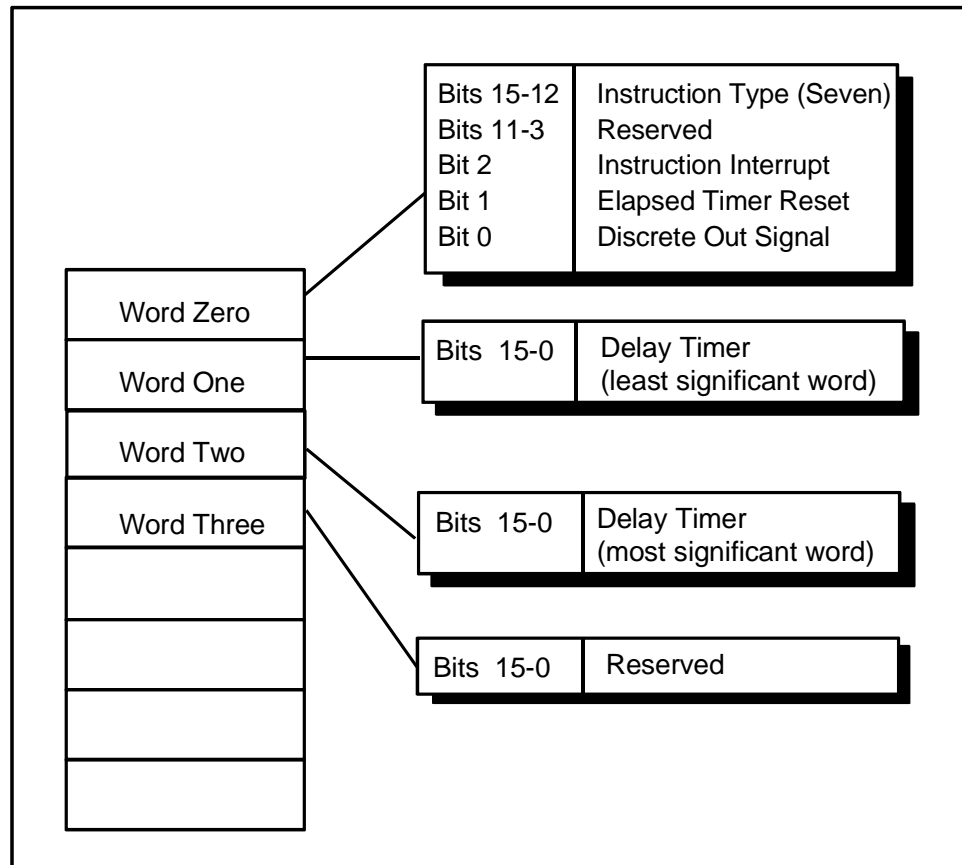 Bits 15-12 Instruction Type (Seven)
Bits 11-3 Reserved
Bit 2 Instruction Interrupt
Bit 1 Elapsed Timer Reset
Bit 0 Discrete Out Signal
Word Zero
Word One
Word Two
Word Three
Bits 15-0 Delay Timer
(least significant word)
Bits 15-0 Delay Timer
(most significant word)
Bits 15-0 Reserved